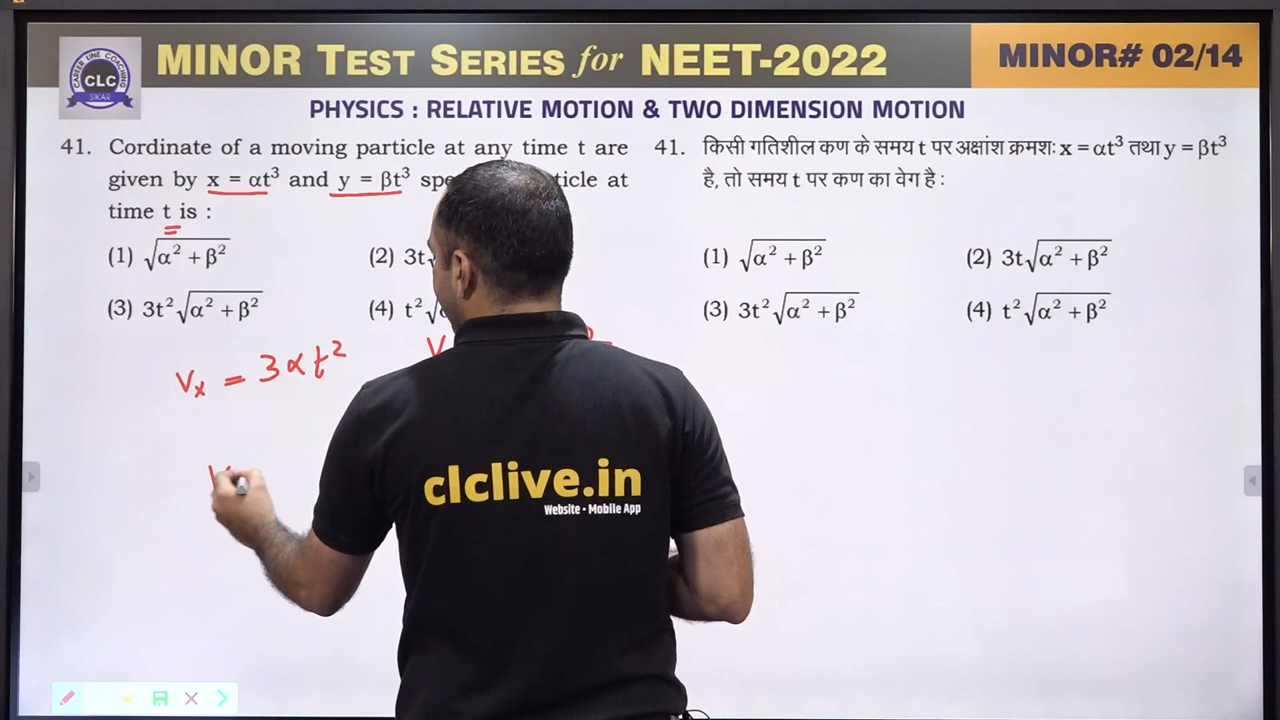 MINOR TEST SERIES for NEET-2022
MINOR# 02/14
CAREER LINE COACHING
CLC
SIKAR
PHYSICS : RELATIVE MOTION & TWO DIMENSION MOTION
41. Cordinate of a moving particle at any time t are
given by x = αt³ and y = βt³ at
time t is :
(1) √(α² + β²)
(2) 3t
(3) 3t²√(α² + β²)
(4) t²√
vₓ = 3αt²
41. किसी गतिशील कण के समय t पर अक्षांश क्रमशः x = αt³ तथा y = βt³
है, तो समय t पर कण का वेग है :
(1) √(α² + β²)
(2) 3t√(α² + β²)
(3) 3t²√(α² + β²)
(4) t²√(α² + β²)
clclive.in
Website • Mobile App